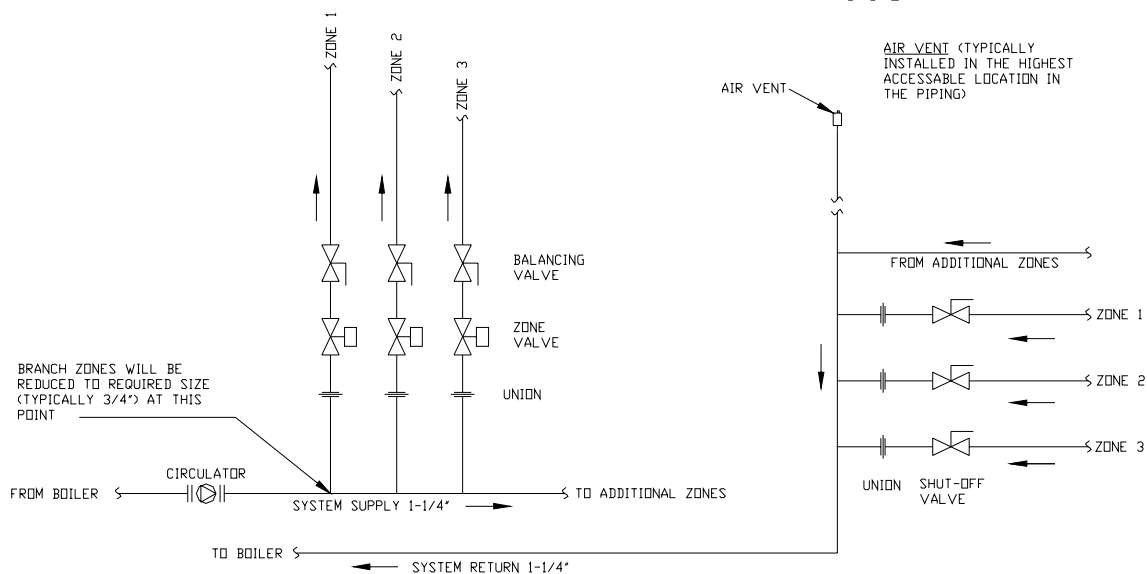 ZONE 1
ZONE 2
ZONE 3
AIR VENT (TYPICALLY
INSTALLED IN THE HIGHEST
ACCESSABLE LOCATION IN
THE PIPING)
AIR VENT
BALANCING
VALVE
ZONE
VALVE
UNION
BRANCH ZONES WILL BE
REDUCED TO REQUIRED SIZE
(TYPICALLY 3/4") AT THIS
POINT
CIRCULATOR
FROM BOILER
SYSTEM SUPPLY 1-1/4"
TO ADDITIONAL ZONES
FROM ADDITIONAL ZONES
ZONE 1
ZONE 2
ZONE 3
UNION
SHUT-OFF
VALVE
TO BOILER
SYSTEM RETURN 1-1/4"